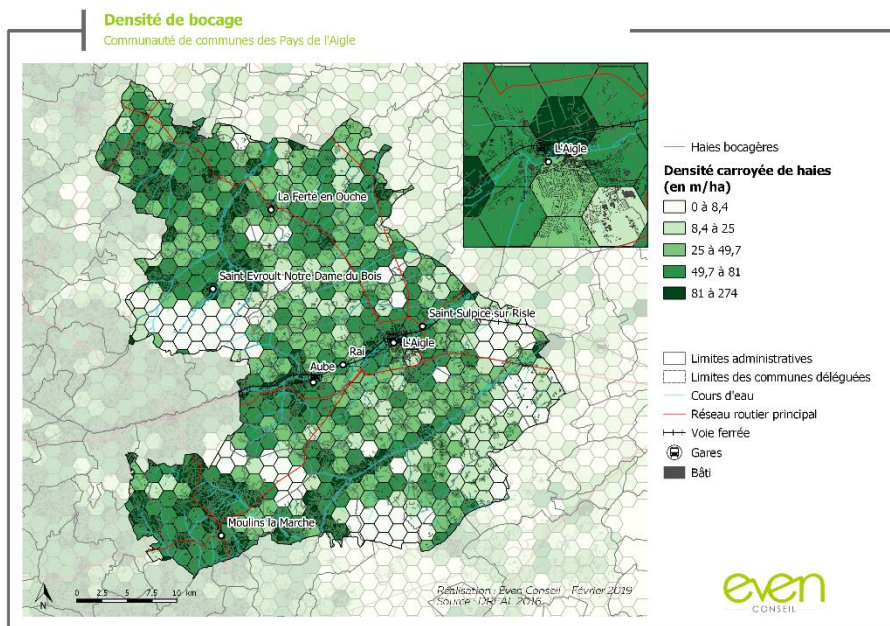 Densité de bocage
Communauté de communes des Pays de l'Aigle
L'Aigle
La Ferté en Ouche
Saint Evroult Notre Dame du Bois
Saint Sulpice sur Risle
L'Aigle
Rai
Aube
Moulins la Marche
Haies bocagères
Densité carroyée de haies
(en m/ha)
0 à 8,4
8,4 à 25
25 à 49,7
49,7 à 81
81 à 274
Limites administratives
Limites des communes déléguées
Cours d'eau
Réseau routier principal
Voie ferrée
Gares
Bâti
N
0 2.5 5 7.5 10 km
Réalisation : Even Conseil - Février 2019
Source : DREAL 2016
even
CONSEIL